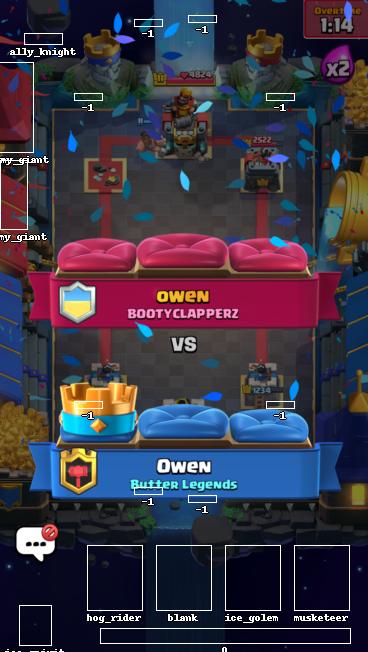 Overtime
1:14
-1
-1
ally_knight
4824
x2
-1
-1
my_giant
2522
my_giant
Owen
BOOTYCLAPPERZ
VS
1234
-1
-1
Owen
Butter Legends
-1
-1
hog_rider
blank
ice_golem
musketeer
0